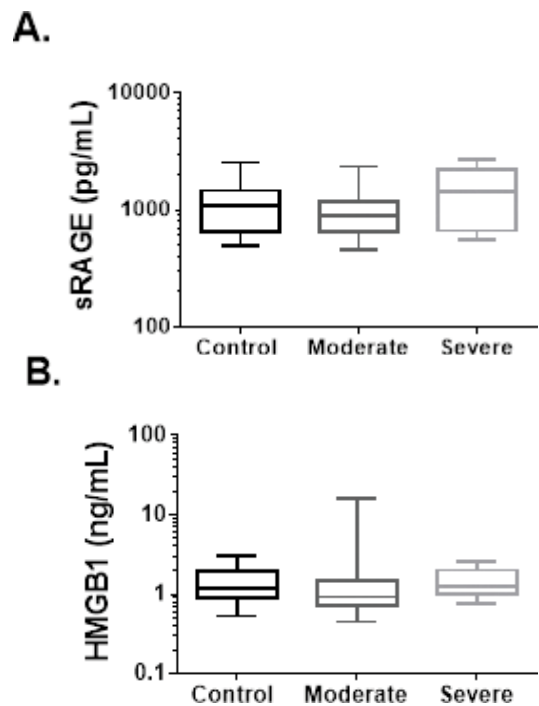 A.
sRAGE (pg/mL)
10000
1000
100
Control Moderate Severe
B.
HMGB1 (ng/mL)
100
10
1
0.1
Control Moderate Severe